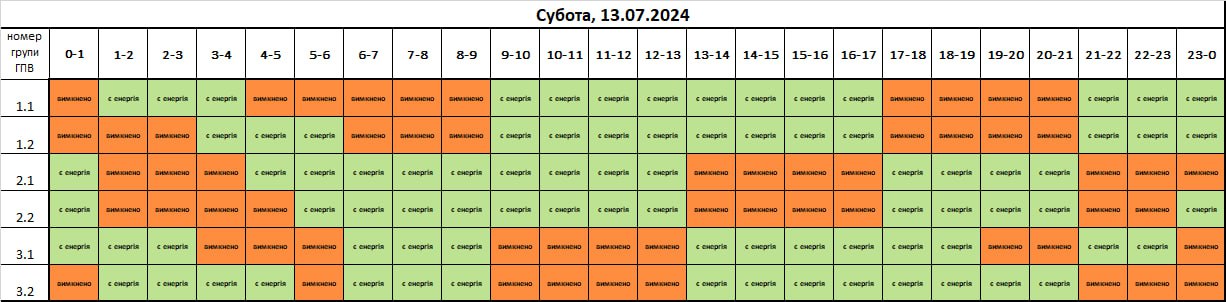 Субота, 13.07.2024
номер групи ГПВ 0-1 1-2 2-3 3-4 4-5 5-6 6-7 7-8 8-9 9-10 10-11 11-12 12-13 13-14 14-15 15-16 16-17 17-18 18-19 19-20 20-21 21-22 22-23 23-0
1.1 вимкнено є енергія є енергія є енергія вимкнено вимкнено вимкнено вимкнено вимкнено є енергія є енергія є енергія є енергія є енергія є енергія є енергія є енергія вимкнено вимкнено вимкнено вимкнено є енергія є енергія є енергія
1.2 вимкнено вимкнено вимкнено є енергія є енергія є енергія вимкнено вимкнено вимкнено є енергія є енергія є енергія є енергія є енергія є енергія є енергія є енергія вимкнено вимкнено вимкнено вимкнено є енергія є енергія є енергія
2.1 є енергія вимкнено вимкнено вимкнено є енергія є енергія є енергія є енергія є енергія є енергія є енергія є енергія є енергія вимкнено вимкнено вимкнено вимкнено є енергія є енергія є енергія є енергія вимкнено вимкнено вимкнено
2.2 є енергія вимкнено вимкнено вимкнено вимкнено є енергія є енергія є енергія є енергія є енергія є енергія є енергія є енергія вимкнено вимкнено вимкнено вимкнено є енергія є енергія є енергія є енергія вимкнено вимкнено є енергія
3.1 є енергія є енергія є енергія вимкнено вимкнено вимкнено є енергія є енергія є енергія вимкнено вимкнено вимкнено вимкнено є енергія є енергія є енергія є енергія є енергія є енергія вимкнено вимкнено є енергія є енергія вимкнено
3.2 вимкнено є енергія є енергія є енергія є енергія вимкнено є енергія є енергія є енергія вимкнено вимкнено вимкнено вимкнено є енергія є енергія є енергія є енергія є енергія є енергія є енергія є енергія вимкнено вимкнено вимкнено